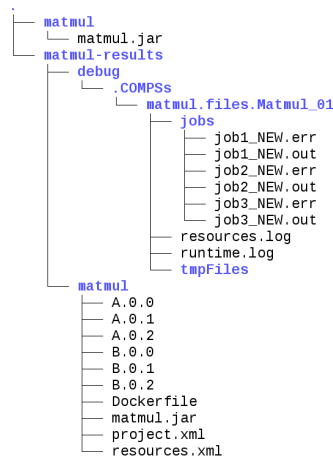 .
matmul
matmul.jar
matmul-results
debug
.COMPSs
matmul.files.Matmul_01
jobs
job1_NEW.err
job1_NEW.out
job2_NEW.err
job2_NEW.out
job3_NEW.err
job3_NEW.out
resources.log
runtime.log
tmpFiles
matmul
A.0.0
A.0.1
A.0.2
B.0.0
B.0.1
B.0.2
Dockerfile
matmul.jar
project.xml
resources.xml